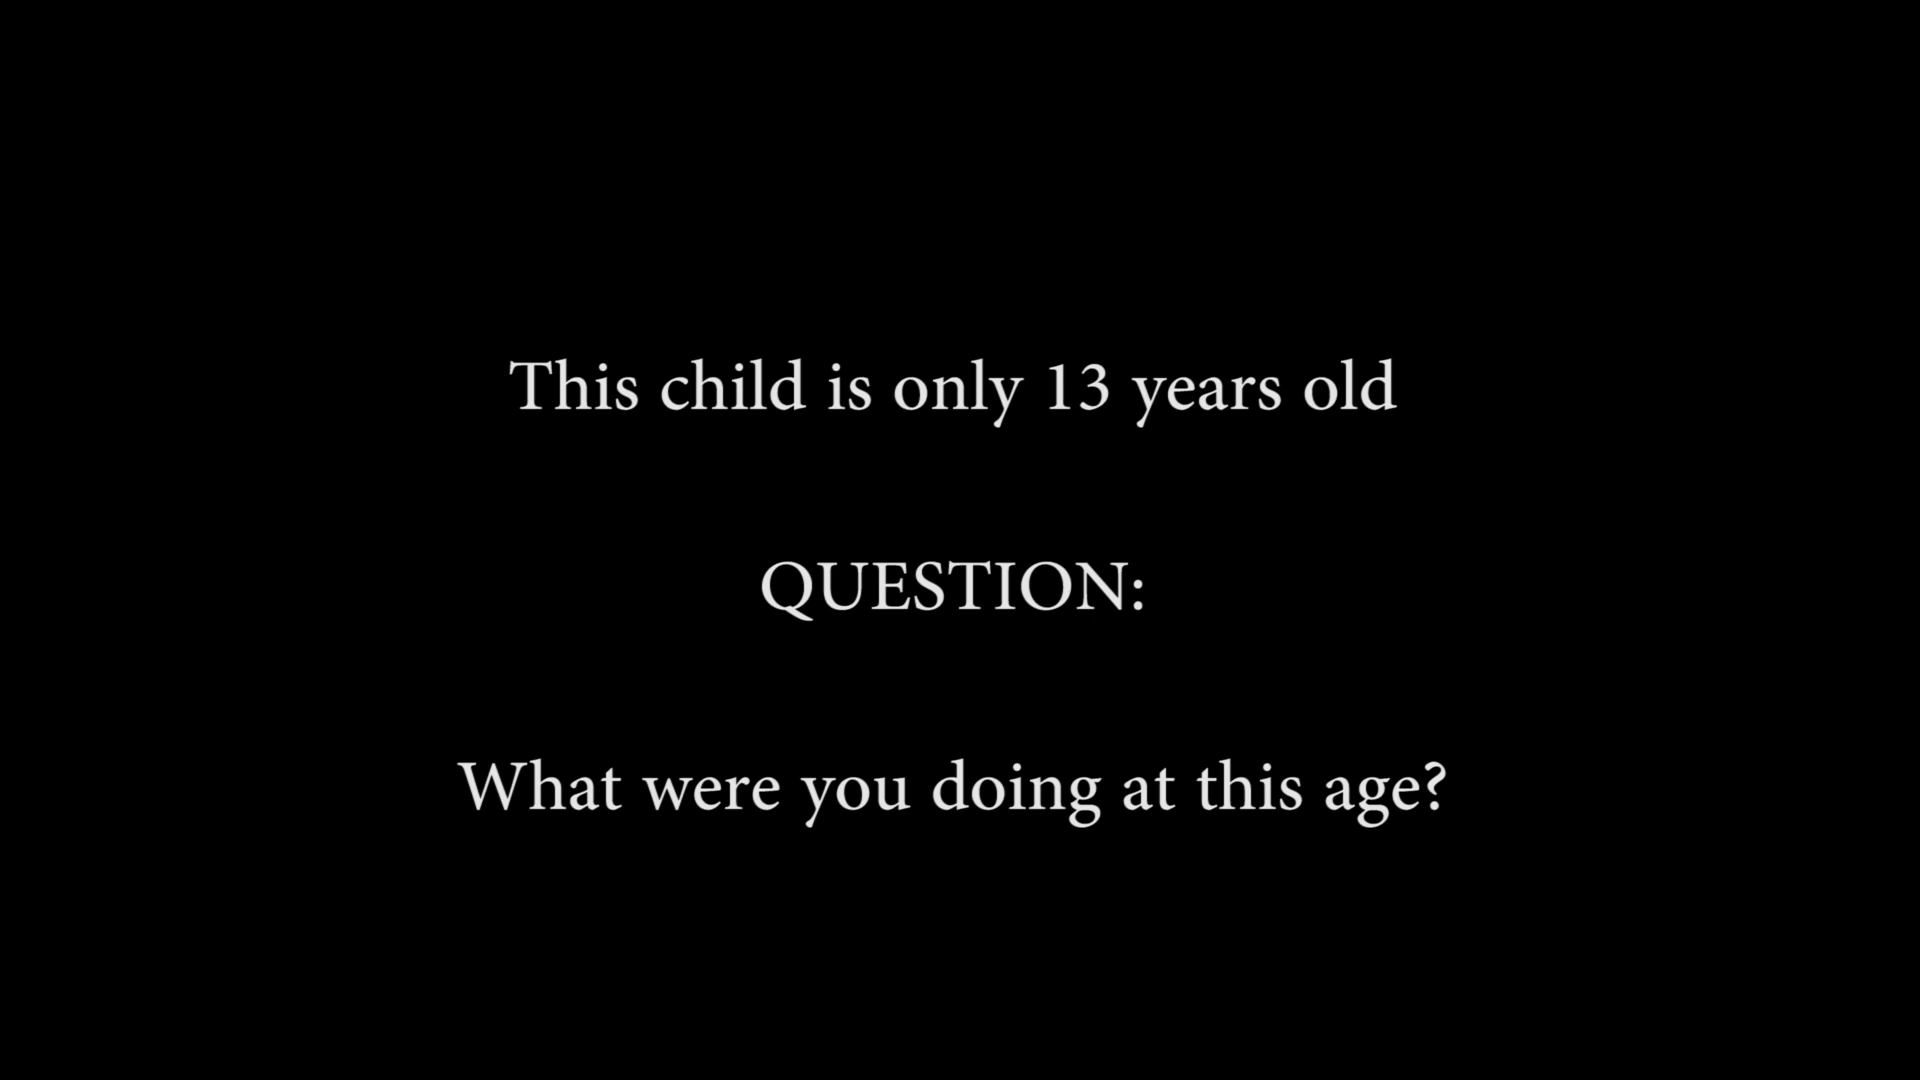 This child is only 13 years old
QUESTION:
What were you doing at this age?